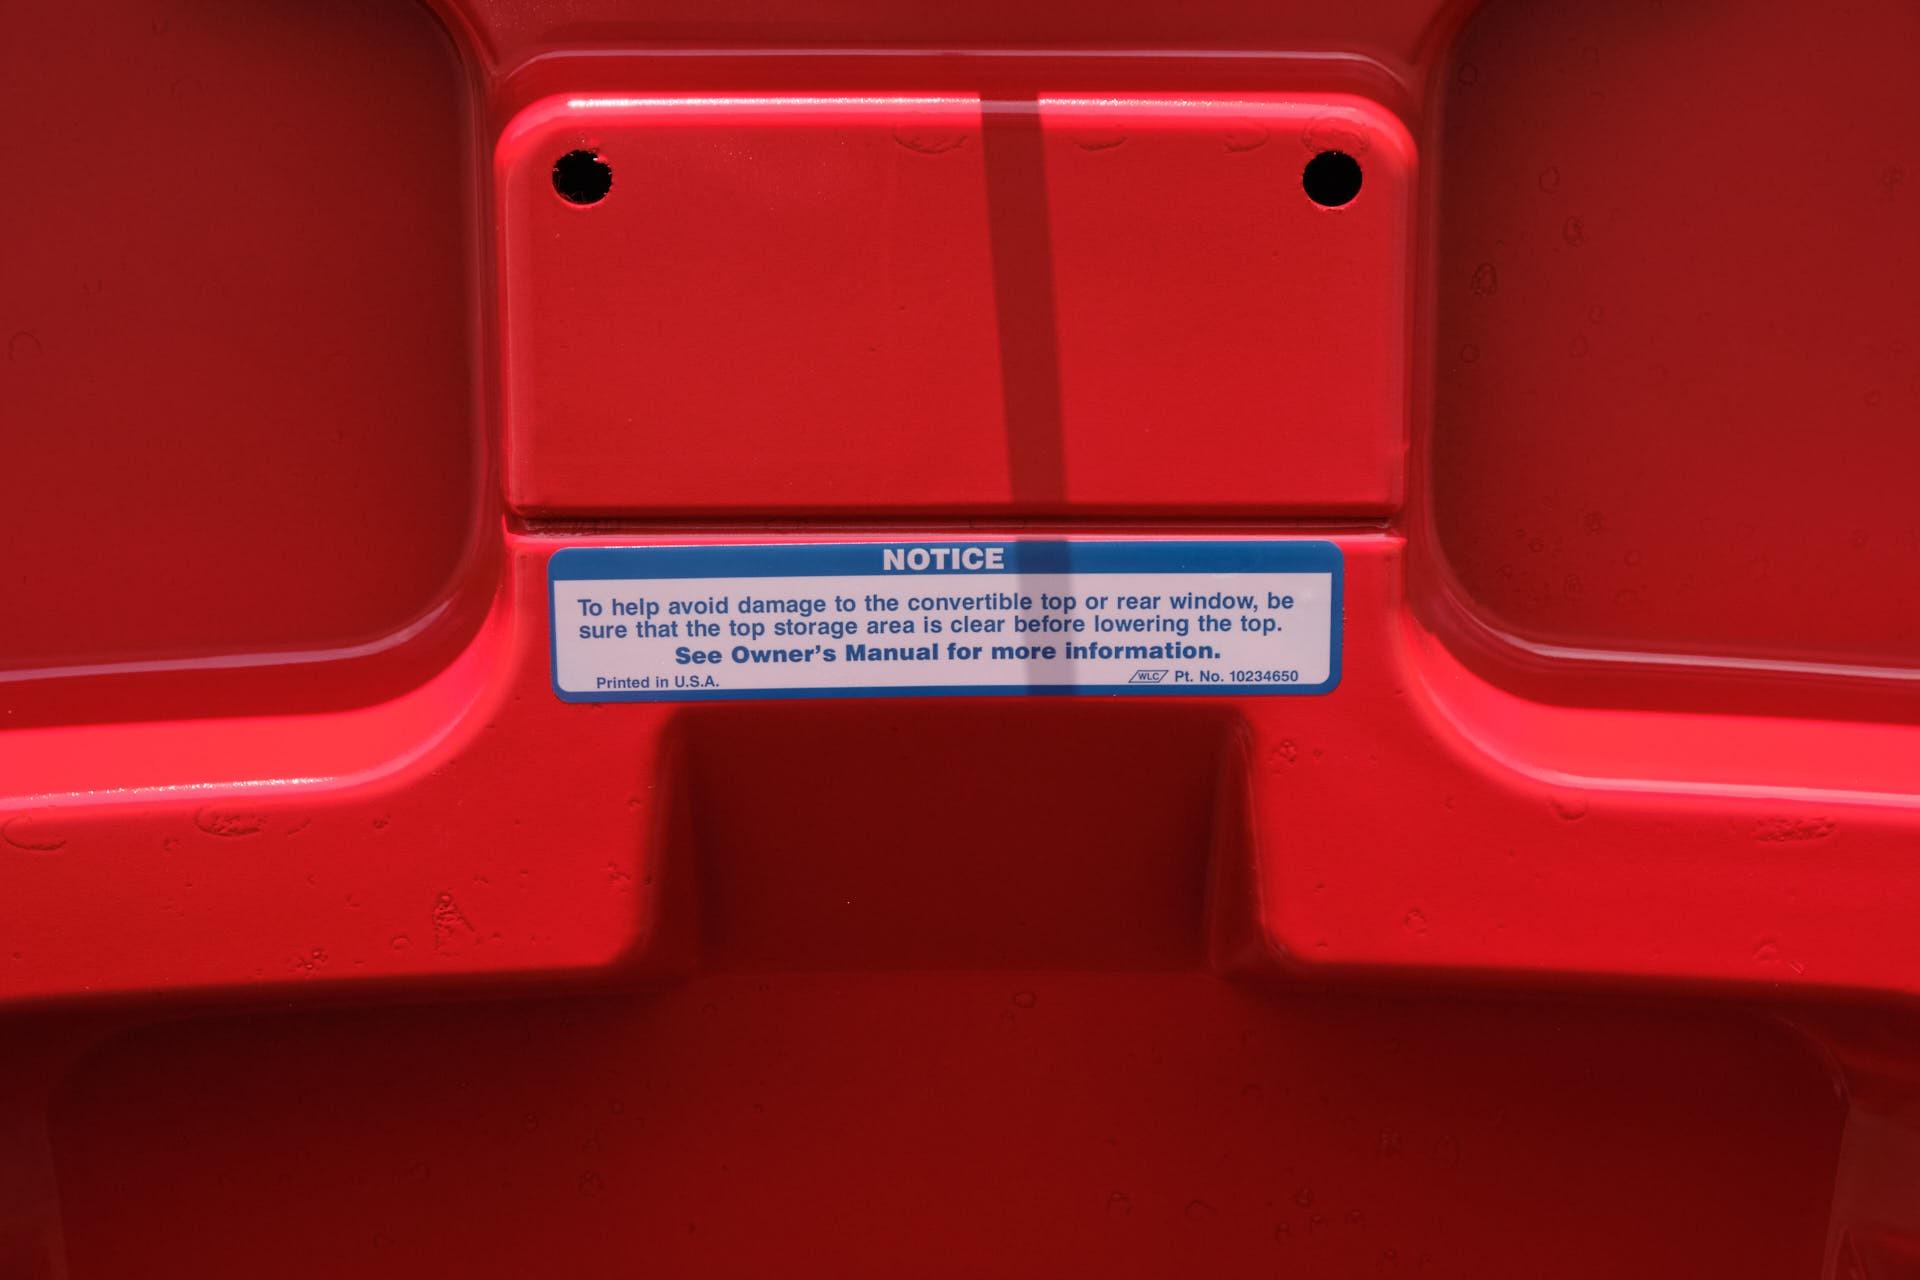 NOTICE
To help avoid damage to the convertible top or rear window, be
sure that the top storage area is clear before lowering the top.
See Owner's Manual for more information.
Printed in U.S.A. WLC Pt. No. 10234650